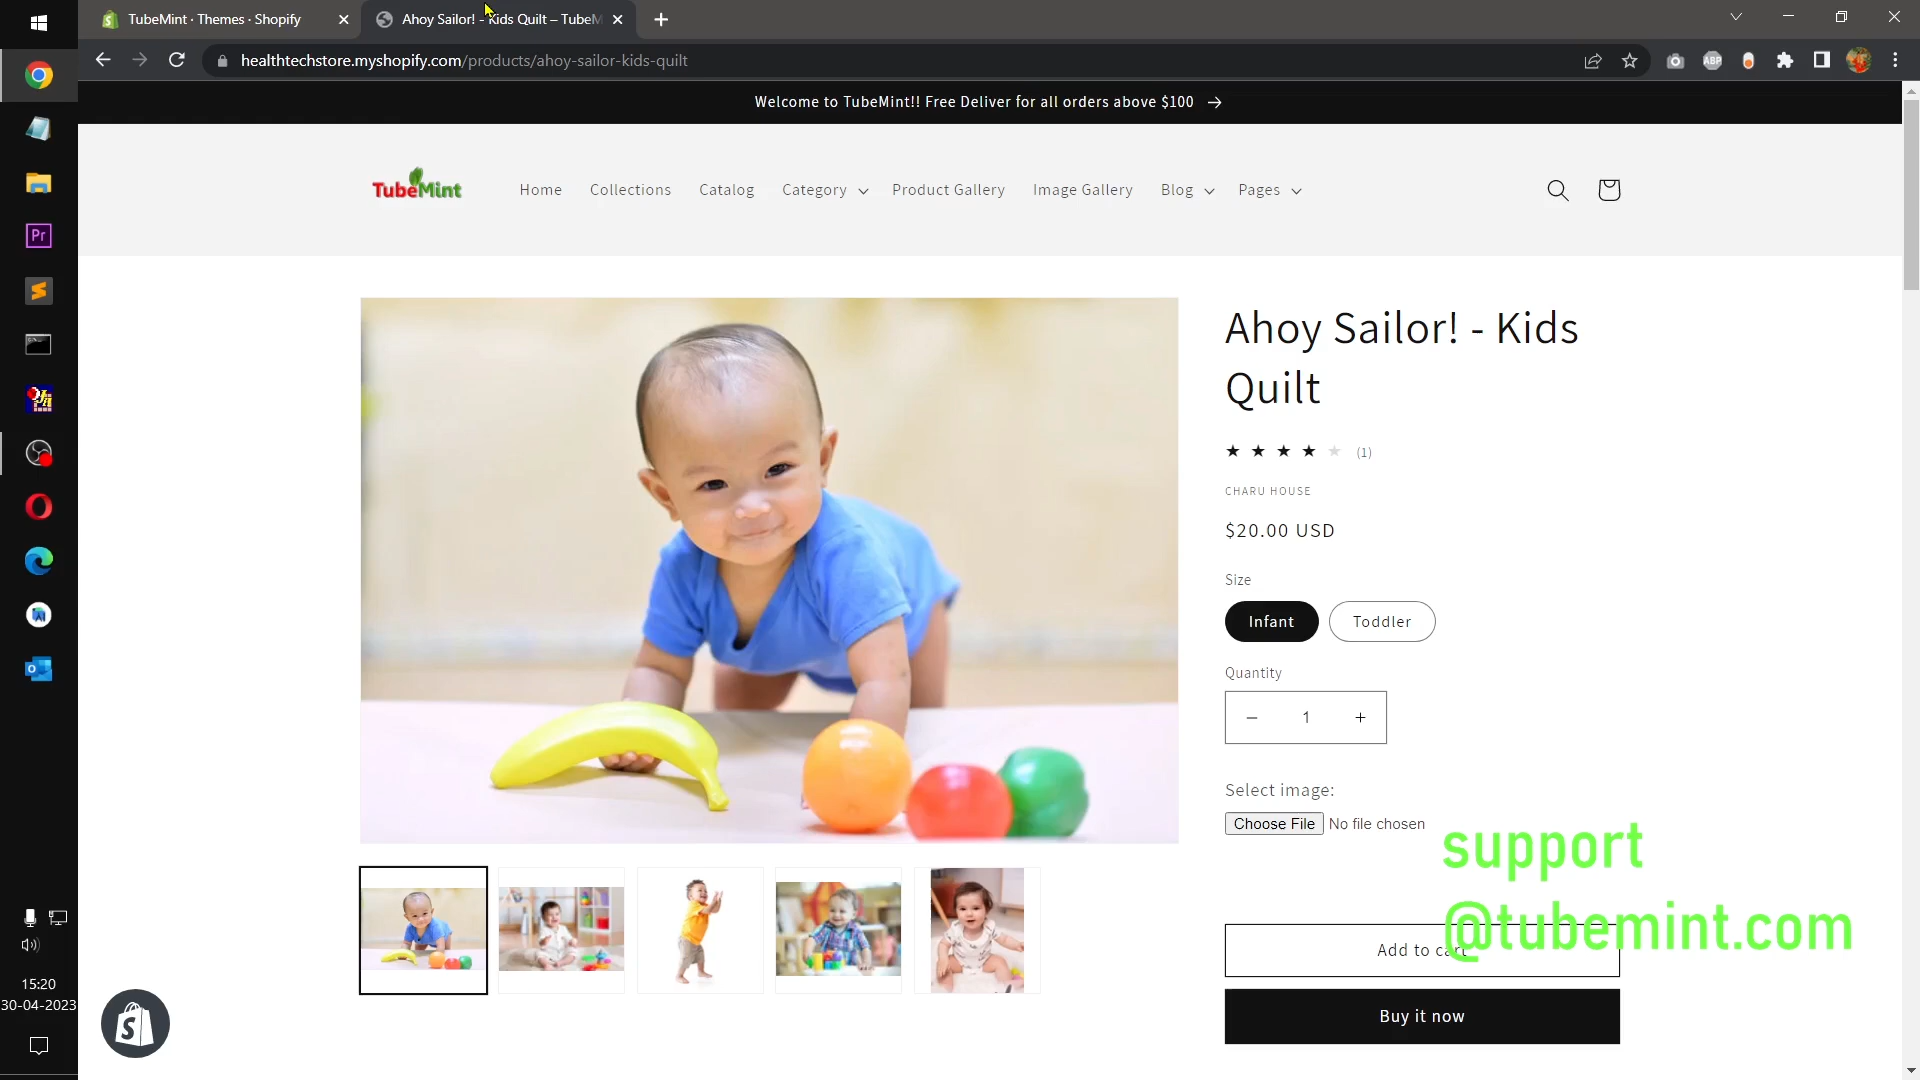 TubeMint · Themes · Shopify
Ahoy Sailor! - Kids Quilt – TubeM
healthtechstore.myshopify.com/products/ahoy-sailor-kids-quilt
ABP
Welcome to TubeMint!! Free Deliver for all orders above $100
TubeMint
Home
Collections
Catalog
Category
Product Gallery
Image Gallery
Blog
Pages
Pr
Ahoy Sailor! - Kids
Quilt
(1)
CHARU HOUSE
$20.00 USD
Size
Infant
Toddler
Quantity
− 1 +
Select image:
Choose File No file chosen
support
@tubemint.com
Add to cart
Buy it now
15:20
30-04-2023